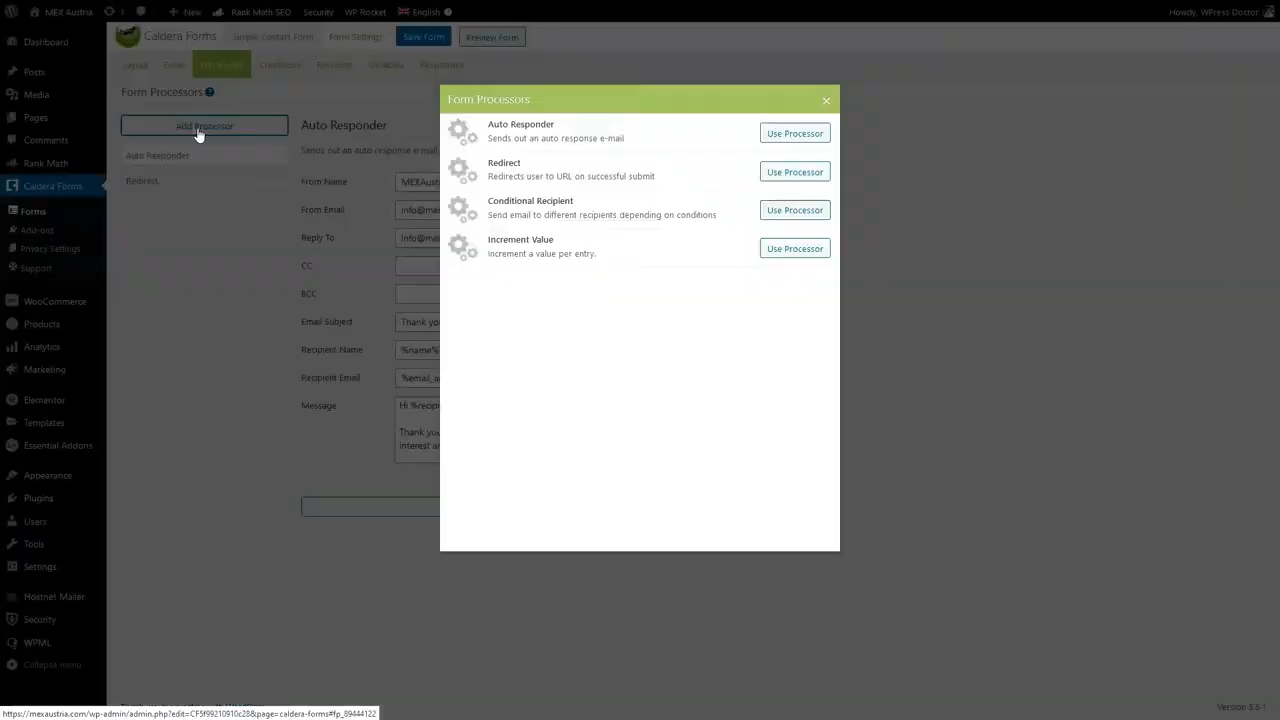 MEX Austria
New
Rank Math SEO
Security
WP Rocket
English
Howdy, WPress Doctor
Dashboard
Posts
Media
Pages
Comments
Rank Math
Caldera Forms
Forms
Add-ons
Privacy Settings
Support
WooCommerce
Products
Analytics
Marketing
Elementor
Templates
Essential Addons
Appearance
Plugins
Users
Tools
Settings
Hostnet Mailer
Security
WPML
Collapse menu
Caldera Forms
Simple Contact Form
Form Settings
Save Form
Preview Form
Layout
Email
Processors
Conditions
Variables
Responsive
Form Processors
Add Processor
Auto Responder
Redirect
Auto Responder
Sends out an auto response e-mail
From Name
MEXAust
From Email
info@me
Reply To
info@me
CC
BCC
Email Subject
Thank you
Recipient Name
%name%
Recipient Email
%email_a
Message
Hi %recip
Thank you
interest a
Form Processors
×
Auto Responder
Sends out an auto response e-mail
Use Processor
Redirect
Redirects user to URL on successful submit
Use Processor
Conditional Recipient
Send email to different recipients depending on conditions
Use Processor
Increment Value
Increment a value per entry.
Use Processor
https://mexaustria.com/wp-admin/admin.php?edit=CF5f99210910c28&page=caldera-forms#fp_89444122
Version 5.5.1